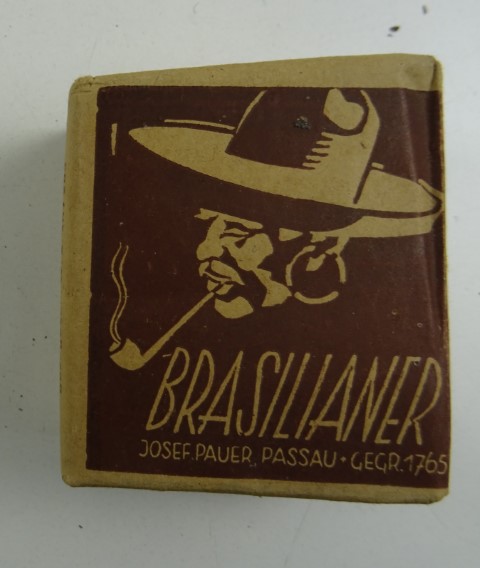 BRASILIANER
JOSEF PAUER, PASSAU • GEGR. 1765